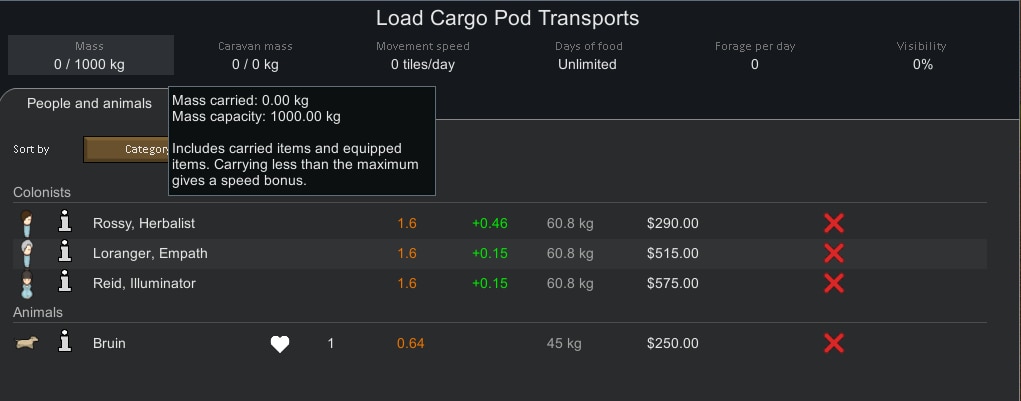 Load Cargo Pod Transports
Mass Caravan mass Movement speed Days of food Forage per day Visibility
0 / 1000 kg 0 / 0 kg 0 tiles/day Unlimited 0 0%
People and animals
Mass carried: 0.00 kg
Mass capacity: 1000.00 kg
Includes carried items and equipped
items. Carrying less than the maximum
gives a speed bonus.
Sort by Category
Colonists
Rossy, Herbalist 1.6 +0.46 60.8 kg $290.00
Loranger, Empath 1.6 +0.15 60.8 kg $515.00
Reid, Illuminator 1.6 +0.15 60.8 kg $575.00
Animals
Bruin 1 0.64 45 kg $250.00